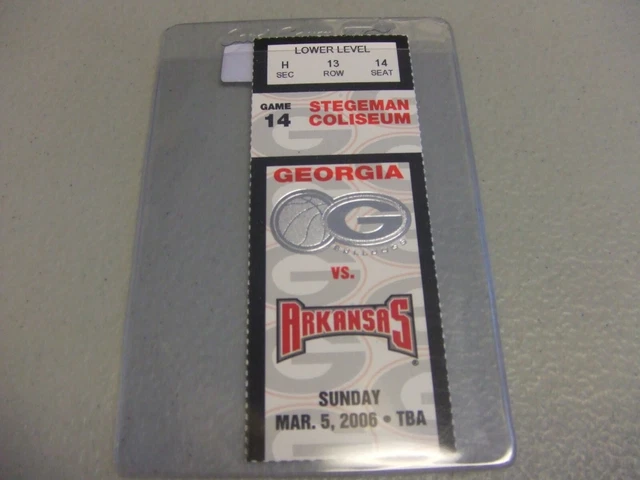 LOWER LEVEL
H 13 14
SEC ROW SEAT
GAME STEGEMAN
14 COLISEUM
GEORGIA
G
BULLDOGS
VS.
ARKANSAS
SUNDAY
MAR. 5, 2006 • TBA